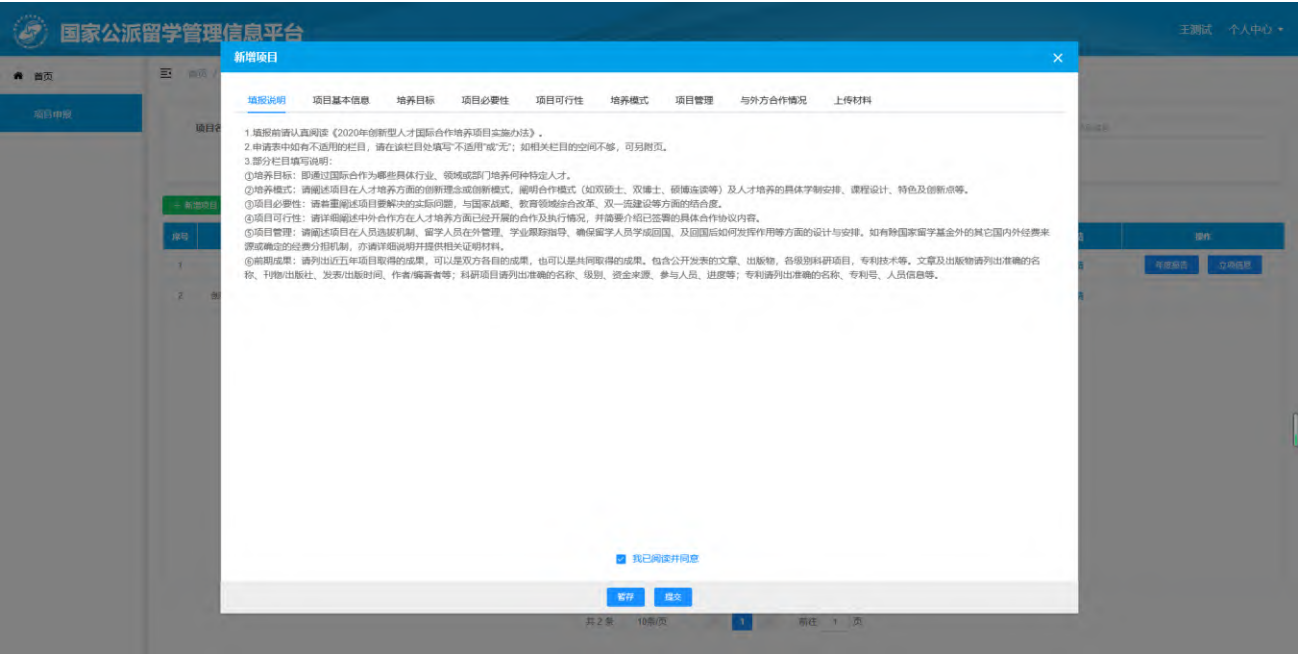 国家公派留学管理信息平台
王测试 个人中心
首页
首页 /
项目申报
新增项目
填报说明 项目基本信息 培养目标 项目必要性 项目可行性 培养模式 项目管理 与外方合作情况 上传材料
1.填报前请认真阅读《2020年创新型人才国际合作培养项目实施办法》。
2.申请表中如有不适用的栏目，请在该栏目处填写“不适用”或“无”；如相关栏目的空间不够，可另附页。
3.部分栏目填写说明：
①培养目标：即通过国际合作为哪些具体行业、领域或部门培养何种特定人才。
②培养模式：请阐述项目在人才培养方面的创新理念或创新模式，阐明合作模式（如双硕士、双博士、硕博连读等）及人才培养的具体学制安排、课程设计、特色及创新点等。
③项目必要性：请着重阐述项目要解决的实际问题，与国家战略、教育领域综合改革、双一流建设等方面的结合度。
④项目可行性：请详细阐述中外合作方在人才培养方面已经开展的合作及执行情况，并简要介绍已签署的具体合作协议内容。
⑤项目管理：请阐述项目在人员选拔机制、留学人员在外管理、学业跟踪指导、确保留学人员学成回国、及回国后如何发挥作用等方面的设计与安排。如有除国家留学基金外的其它国内外经费来
源或确定的经费分担机制，亦请详细说明并提供相关证明材料。
⑥前期成果：请列出近五年项目取得的成果，可以是双方各自的成果，也可以是共同取得的成果。包含公开发表的文章、出版物，各级别科研项目，专利技术等。文章及出版物请列出准确的名
称、刊物/出版社、发表/出版时间、作者/编著者等；科研项目请列出准确的名称、级别、资金来源、参与人员、进度等；专利请列出准确的名称、专利号、人员信息等。
项目名
+ 新增项目
序号
操作
1
年度报告 立项信息
2 创
我已阅读并同意
暂存 提交
共 2 条 10条/页 1 前往 1 页